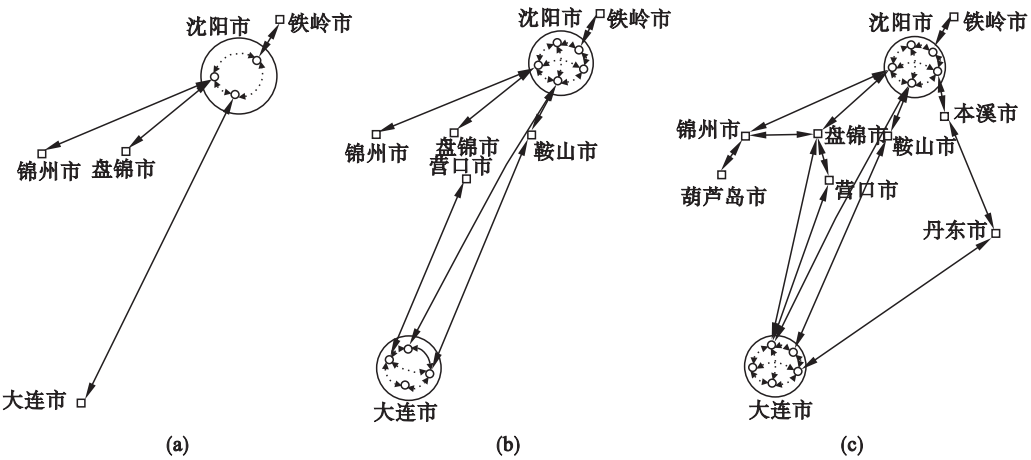 沈阳市
铁岭市
锦州市
盘锦市
大连市
(a)
沈阳市
铁岭市
锦州市
盘锦市
营口市
鞍山市
大连市
(b)
沈阳市
铁岭市
本溪市
锦州市
盘锦市
鞍山市
葫芦岛市
营口市
丹东市
大连市
(c)